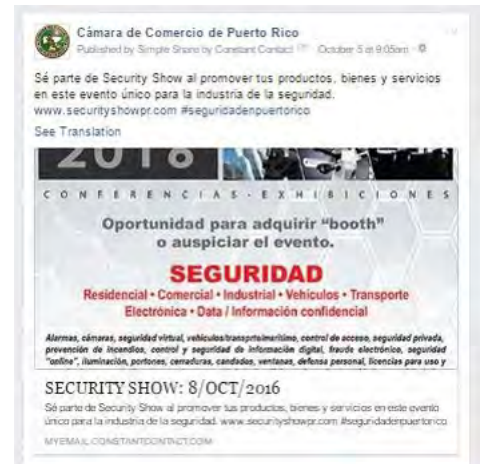 Cámara de Comercio de Puerto Rico
Published by Simple Share by Constant Contact · October 5 at 9:05am ·
Sé parte de Security Show al promover tus productos, bienes y servicios
en este evento único para la industria de la seguridad.
www.securityshowpr.com #seguridadenpuertorico
See Translation
2018
CONFERENCIAS - EXHIBICIONES
Oportunidad para adquirir “booth”
o auspiciar el evento.
SEGURIDAD
Residencial • Comercial • Industrial • Vehículos • Transporte
Electrónica • Data / Información confidencial
Alarmas, cámaras, seguridad virtual, vehículos/transprte/marítimo, control de acceso, seguridad privada,
prevención de incendios, control y seguridad de información digital, fraude electrónico, seguridad
"online", iluminación, portones, cerraduras, candados, ventanas, defensa personal, licencias para uso y
SECURITY SHOW: 8/OCT/2016
Sé parte de Security Show al promover tus productos, bienes y servicios en este evento
único para la industria de la seguridad. www.securityshowpr.com #seguridadenpuertorico
MYEMAIL.CONSTANTCONTACT.COM